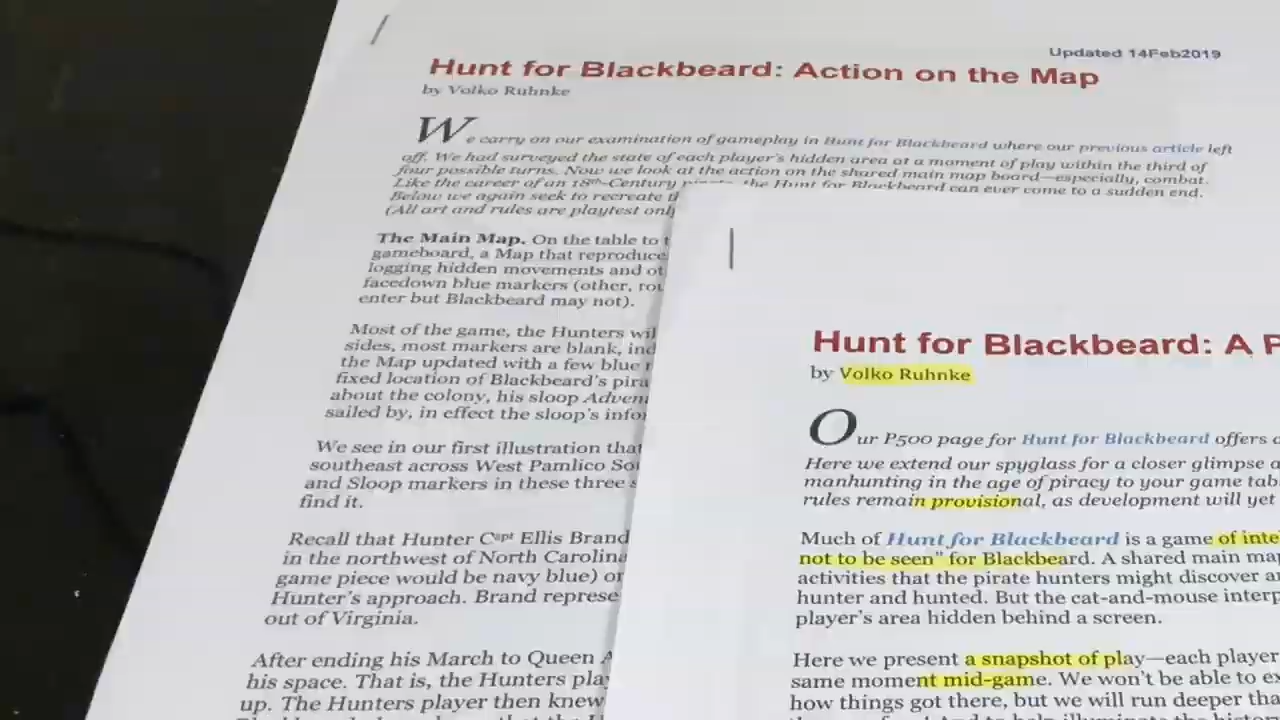 Updated 14Feb2019
Hunt for Blackbeard: Action on the Map
by Volko Ruhnke
We carry on our examination of gameplay in Hunt for Blackbeard where our previous article left
off. We had surveyed the state of each player's hidden area at a moment of play within the third of
four possible turns. Now we look at the action on the shared main map board—especially, combat.
Like the career of an 18th-Century the Hunt for Blackbeard can ever come to a sudden end.
Below we again seek to recreate
(All art and rules are playtest only
The Main Map. On the table to
gameboard, a Map that reproduce
logging hidden movements and
facedown blue markers (other,
enter but Blackbeard may not).
Most of the game, the Hunters
sides, most markers are blank,
the Map updated with a few blue
fixed location of Blackbeard's
about the colony, his sloop
sailed by, in effect the sloop's
We see in our first illustration that
southeast across West Pamlico
and Sloop markers in these three
find it.
Recall that Hunter Capt Ellis Brand
in the northwest of North Carolina
game piece would be navy blue) or
Hunter's approach. Brand
out of Virginia.
After ending his March to Queen
his space. That is, the Hunters
up. The Hunters player then knew
Hunt for Blackbeard: A
by Volko Ruhnke
Our P500 page for Hunt for Blackbeard offers
Here we extend our spyglass for a closer glimpse
manhunting in the age of piracy to your game
rules remain provisional, as development will yet
Much of Hunt for Blackbeard is a game of
not to be seen" for Blackbeard. A shared main
activities that the pirate hunters might discover
hunter and hunted. But the cat-and-mouse
player's area hidden behind a screen.
Here we present a snapshot of play—each player
same moment mid-game. We won't be able to
how things got there, but we will run deeper